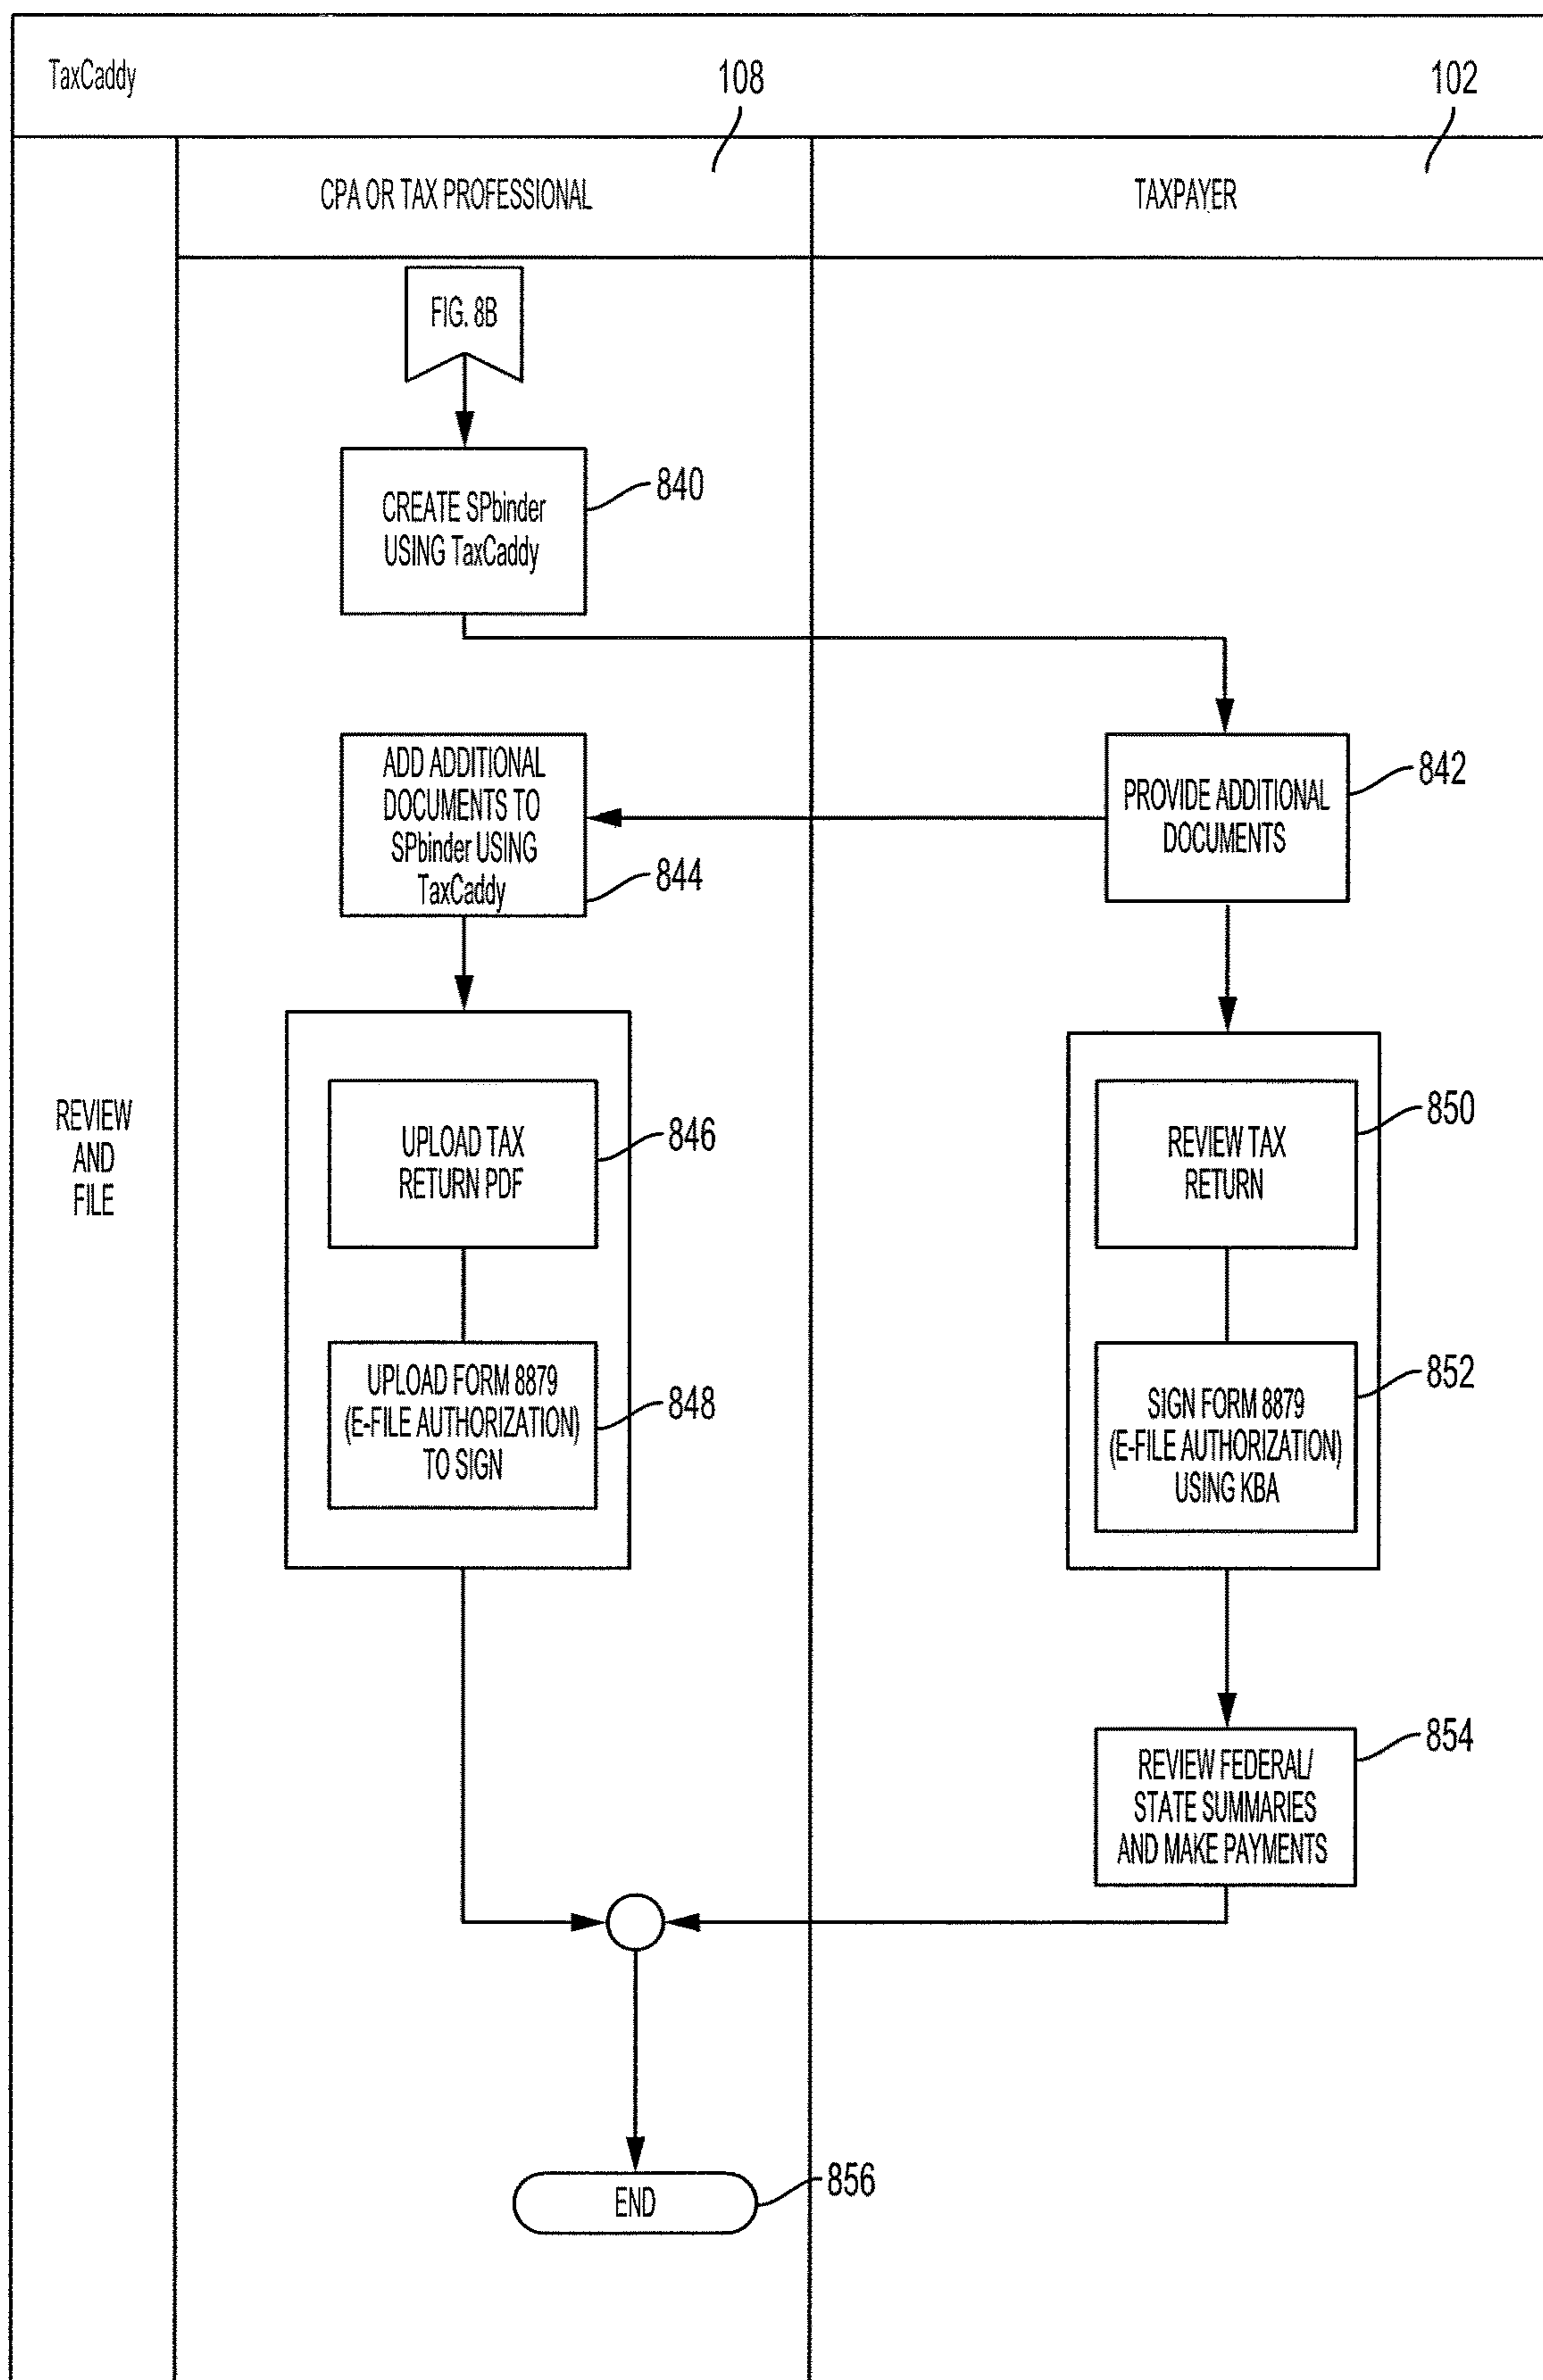 TaxCaddy
108
102
CPA OR TAX PROFESSIONAL
TAXPAYER
FIG. 8B
CREATE SPbinder
USING TaxCaddy
840
ADD ADDITIONAL
DOCUMENTS TO
SPbinder USING
TaxCaddy
844
PROVIDE ADDITIONAL
DOCUMENTS
842
REVIEW
AND
FILE
UPLOAD TAX
RETURN PDF
846
REVIEW TAX
RETURN
850
UPLOAD FORM 8879
(E-FILE AUTHORIZATION)
TO SIGN
848
SIGN FORM 8879
(E-FILE AUTHORIZATION)
USING KBA
852
REVIEW FEDERAL/
STATE SUMMARIES
AND MAKE PAYMENTS
854
END
856